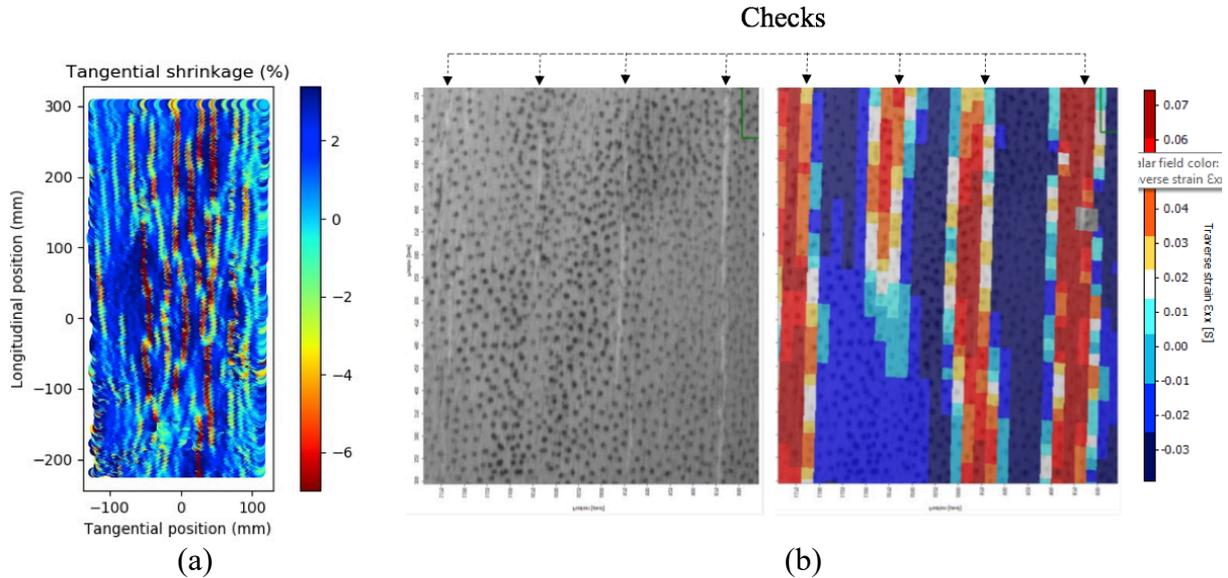 Checks
Tangential shrinkage (%)
300
200
100
0
−100
−200
Longitudinal position (mm)
−100
0
100
Tangential position (mm)
2
0
−2
−4
−6
0.07
0.06
alar field color:
verse strain Exx
0.04
0.03
0.02
0.01
0.00
-0.01
-0.02
-0.03
Traverse strain εxx [S]
(a)
(b)